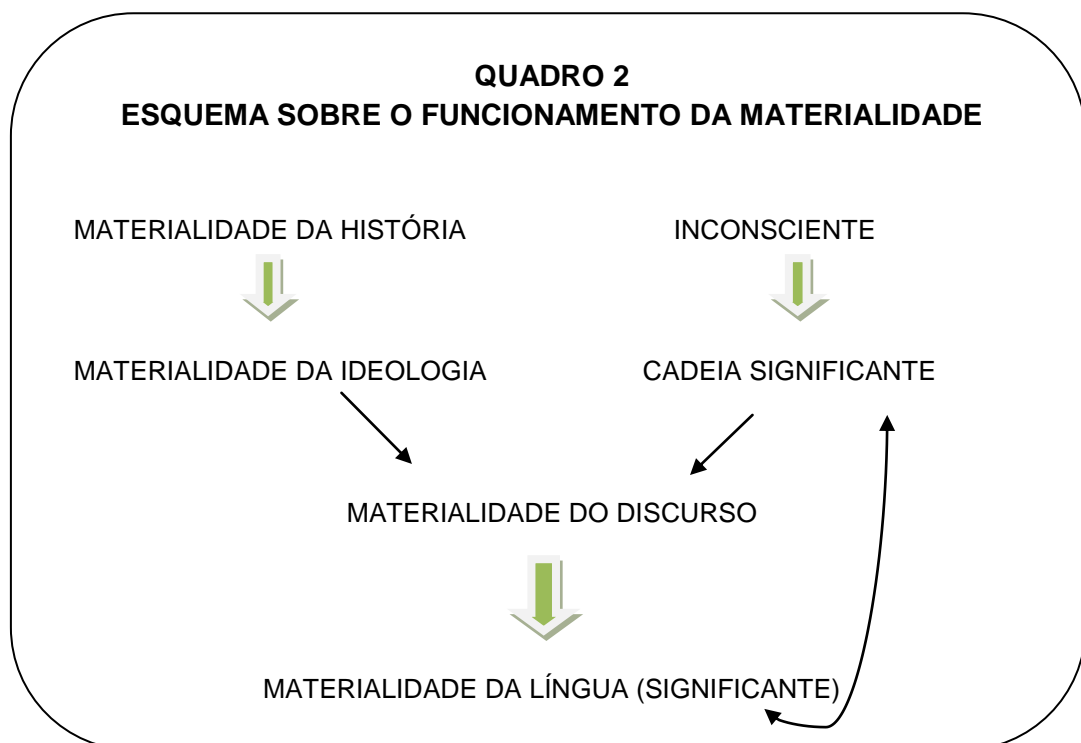 QUADRO 2
ESQUEMA SOBRE O FUNCIONAMENTO DA MATERIALIDADE
MATERIALIDADE DA HISTÓRIA
INCONSCIENTE
MATERIALIDADE DA IDEOLOGIA
CADEIA SIGNIFICANTE
MATERIALIDADE DO DISCURSO
MATERIALIDADE DA LÍNGUA (SIGNIFICANTE)